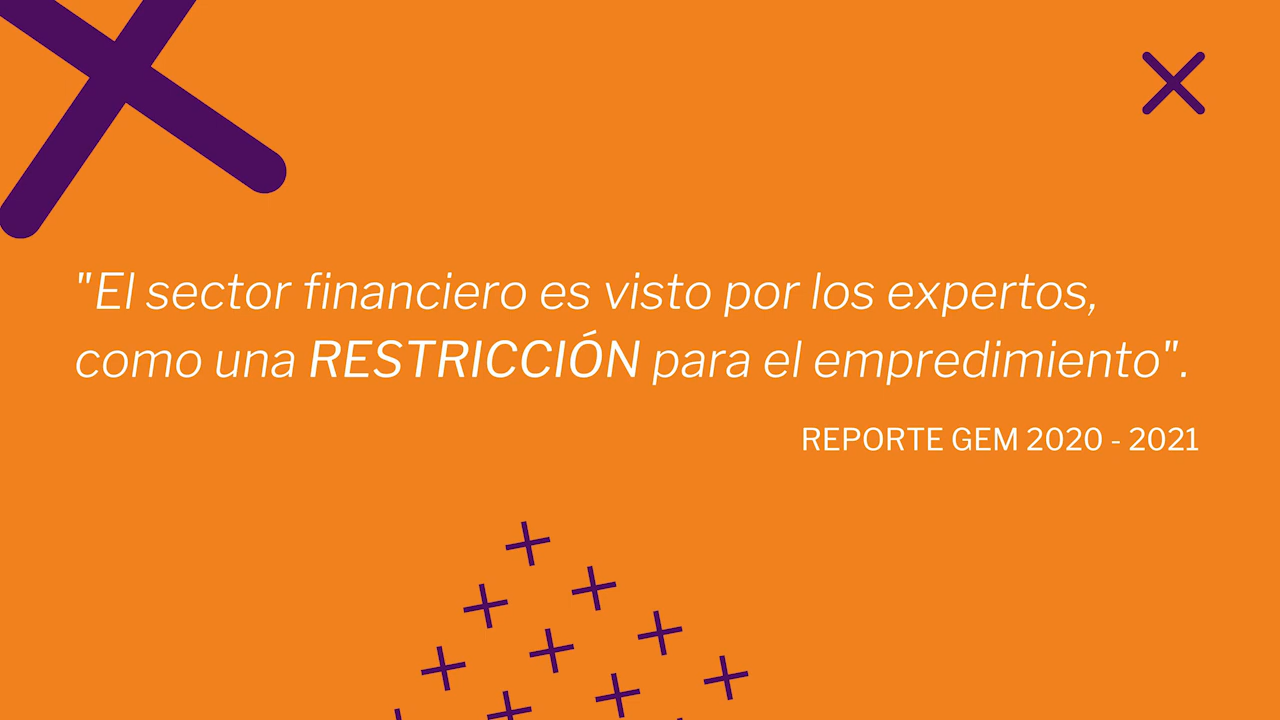 "El sector financiero es visto por los expertos,
como una RESTRICCIÓN para el empredimiento".
REPORTE GEM 2020 - 2021